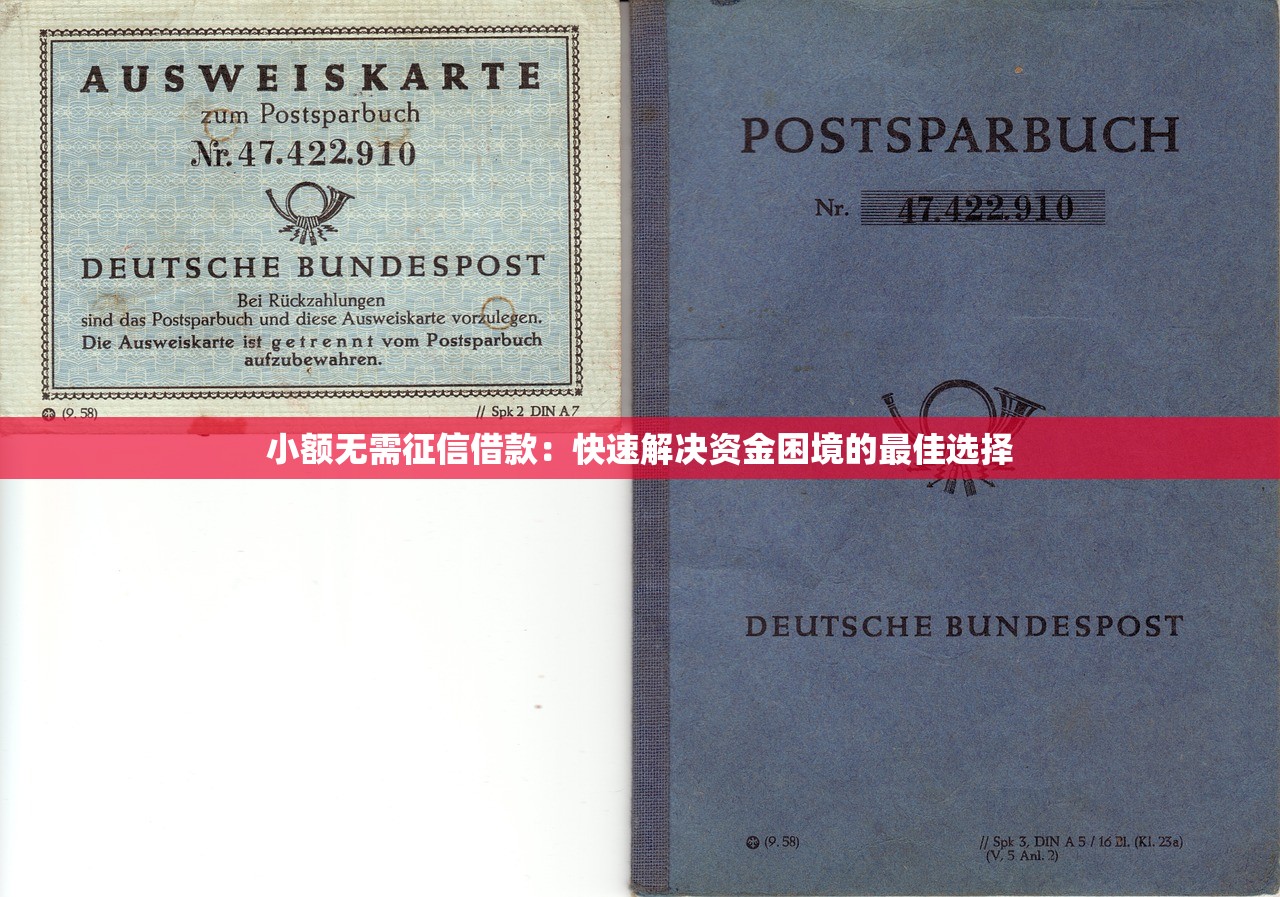 AUSWEISKARTE
zum Postsparbuch
Nr. 47.422.910
DEUTSCHE BUNDESPOST
Bei Rückzahlungen
sind das Postsparbuch und diese Ausweiskarte vorzulegen.
Die Ausweiskarte ist getrennt vom Postsparbuch
aufzubewahren.
(9. 58)
// Spk 2 DIN A 7
POSTSPARBUCH
Nr. 47.422.910
小额无需征信借款：快速解决资金困境的最佳选择
DEUTSCHE BUNDESPOST
(9. 58)
// Spk 3, DIN A 5 / 16 Bl. (Kl. 23a)
(V, 5 Anl. 2)